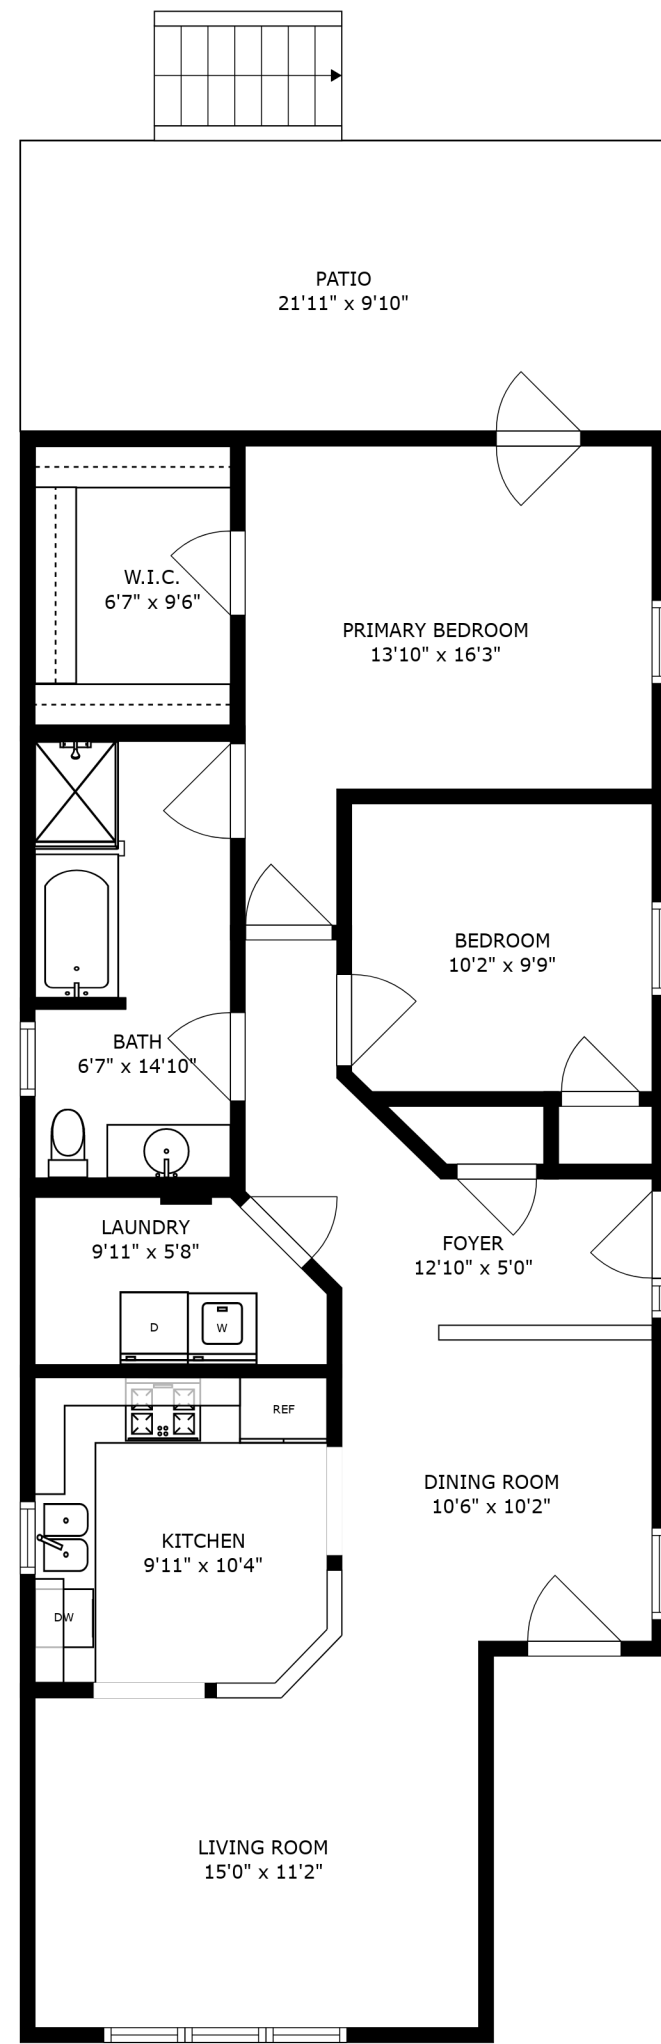 PATIO
21'11" x 9'10"
W.I.C.
6'7" x 9'6"
PRIMARY BEDROOM
13'10" x 16'3"
BEDROOM
10'2" x 9'9"
BATH
6'7" x 14'10"
LAUNDRY
9'11" x 5'8"
FOYER
12'10" x 5'0"
D
W
REF
DINING ROOM
10'6" x 10'2"
KITCHEN
9'11" x 10'4"
DW
LIVING ROOM
15'0" x 11'2"